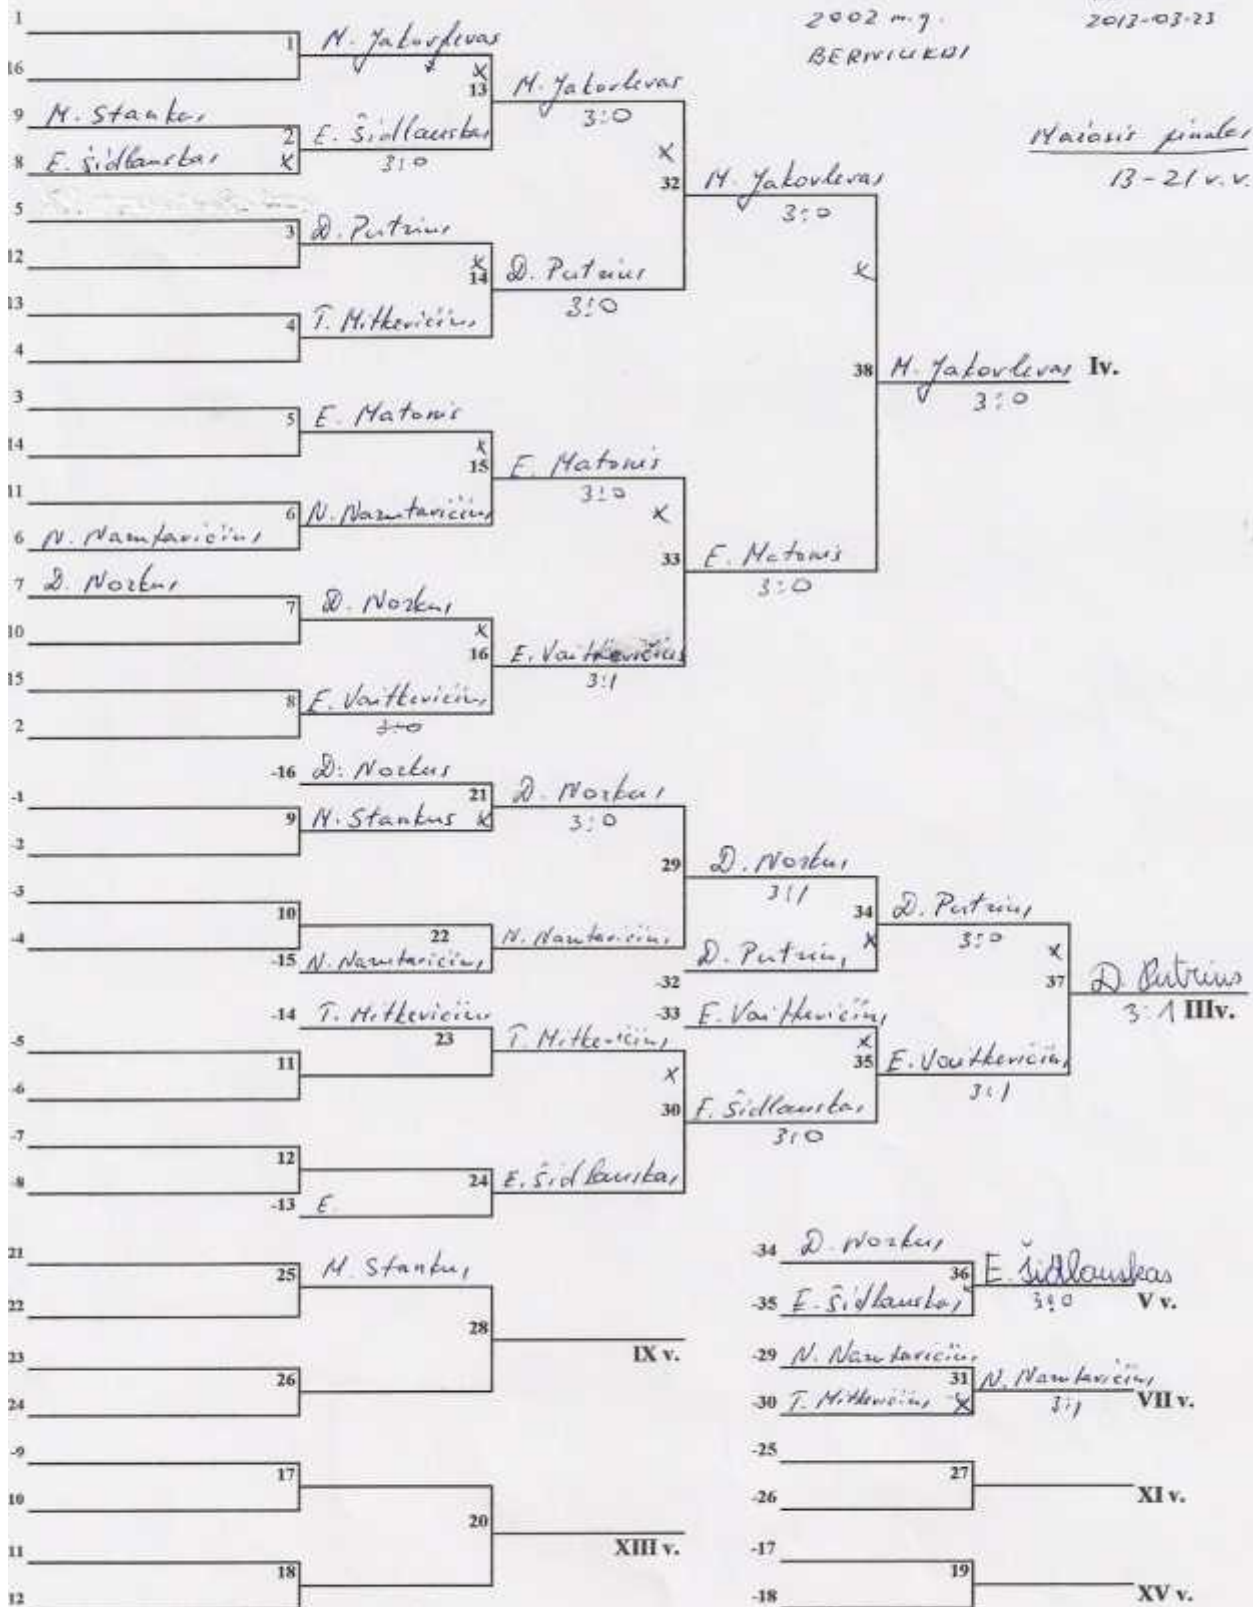 2002 m.g. 2013-03-23
BERNIUKAI
13-21 v.v.
1
1 M. Jakovlevas
16
x
13 M. Jakovlevas
3:0
9 M. Stankus
2 E. Šidlauskas
8 E. Šidlauskas x
3:0
x
32 M. Jakovlevas
3:0
5
3 D. Putrius
12
x
14 D. Putrius
3:0
13
4 T. Mitkevičius
4
x
38 M. Jakovlevas Iv.
3:0
3
5 E. Matonis
14
x
15 E. Matonis
3:0
11
6 N. Narutavičius
6 N. Narutavičius
x
33 E. Matonis
3:0
7 D. Norkus
7 D. Norkus
10
x
16 E. Vaitkevičius
3:1
15
8 E. Vaitkevičius
2
3:0
-16 D. Norkus
21 D. Norkus
3:0
-1
9 M. Stankus x
-2
29 D. Norkus
3:1
-3
10
-4
22 N. Narutavičius
-15 N. Narutavičius
34 D. Putrius
x 3:0
-32 D. Putrius
x
37 D. Putrius
3:1 IIIv.
-14 T. Mitkevičius
23 T. Mitkevičius
-33 E. Vaitkevičius
x
35 E. Vaitkevičius
3:1
-5
11
-6
x
30 E. Šidlauskas
3:0
-7
12
-8
24 E. Šidlauskas
-13 E.
21
25 M. Stankus
22
28
IX v.
23
26
24
-34 D. Norkus
36 E. Šidlauskas
-35 E. Šidlauskas
3:0 V v.
-29 N. Narutavičius
31 N. Narutavičius
-30 T. Mitkevičius x
3:1 VII v.
-9
17
10
20
XIII v.
11
18
12
-25
27
-26
XI v.
-17
19
-18
XV v.